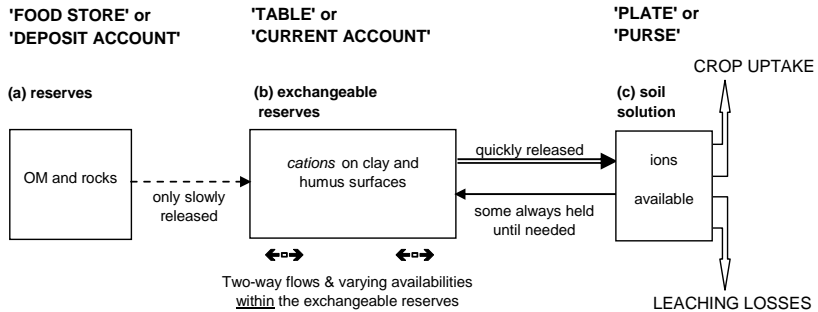 'FOOD STORE' or
'DEPOSIT ACCOUNT'
'TABLE' or
'CURRENT ACCOUNT'
'PLATE' or
'PURSE'
CROP UPTAKE
(a) reserves
(b) exchangeable
reserves
(c) soil
solution
OM and rocks
only slowly
released
cations on clay and
humus surfaces
quickly released
some always held
until needed
ions
available
Two-way flows & varying availabilities
within the exchangeable reserves
LEACHING LOSSES